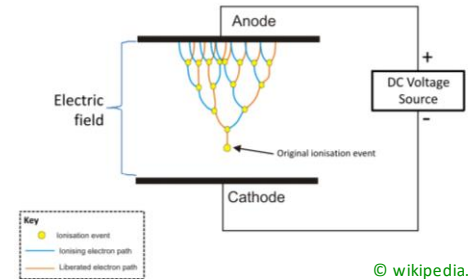 Anode
+
DC Voltage
Source
-
Electric
field
Original ionisation event
Cathode
Key
Ionisation event
Ionising electron path
Liberated electron path
© wikipedia.